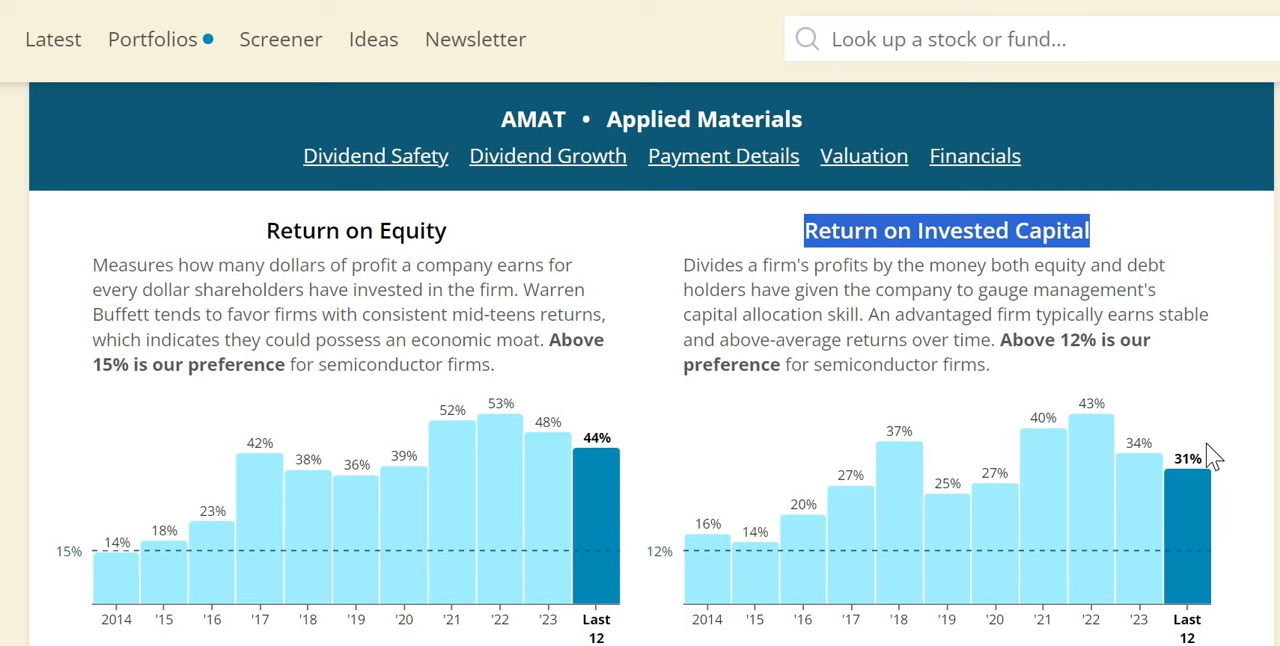 Latest Portfolios Screener Ideas Newsletter Look up a stock or fund...
AMAT • Applied Materials
Dividend Safety Dividend Growth Payment Details Valuation Financials
Return on Equity
Measures how many dollars of profit a company earns for
every dollar shareholders have invested in the firm. Warren
Buffett tends to favor firms with consistent mid-teens returns,
which indicates they could possess an economic moat. Above
15% is our preference for semiconductor firms.
53%
52%
48%
44%
42%
38%
36%
39%
23%
18%
14%
15%
2014 '15 '16 '17 '18 '19 '20 '21 '22 '23 Last
12
Return on Invested Capital
Divides a firm's profits by the money both equity and debt
holders have given the company to gauge management's
capital allocation skill. An advantaged firm typically earns stable
and above-average returns over time. Above 12% is our
preference for semiconductor firms.
43%
40%
37%
34%
31%
27%
25%
27%
20%
16%
14%
12%
2014 '15 '16 '17 '18 '19 '20 '21 '22 '23 Last
12